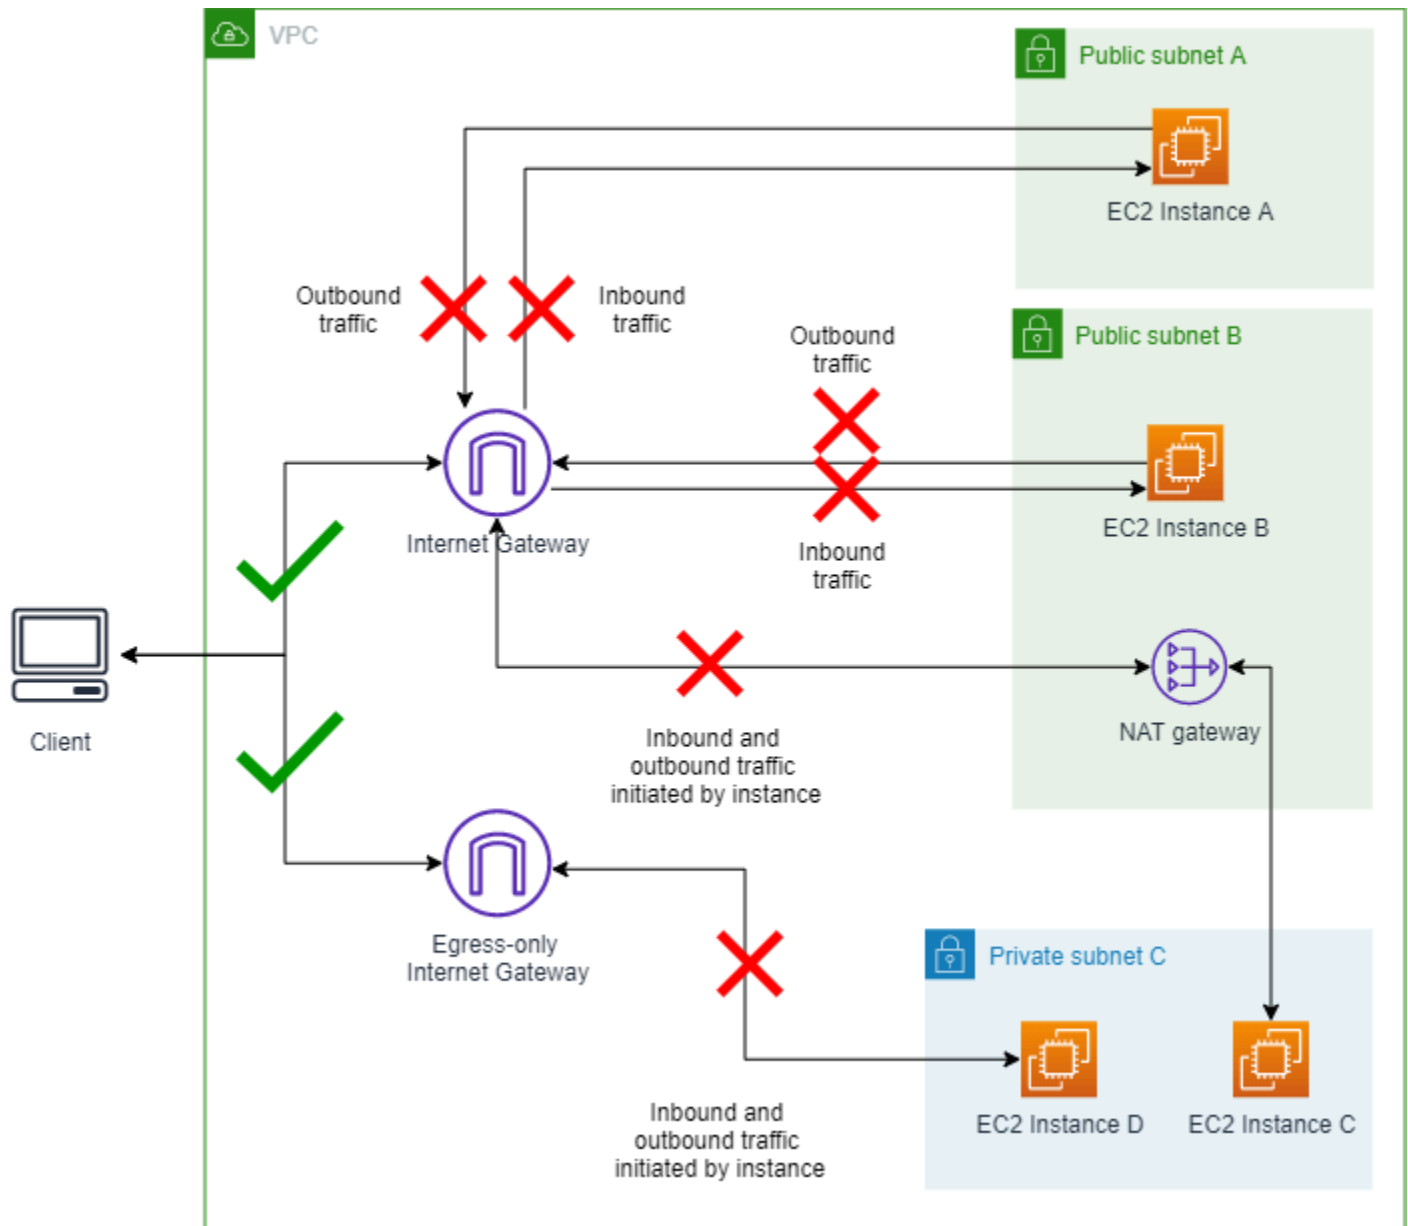 VPC
Public subnet A
EC2 Instance A
Outbound
traffic
Inbound
traffic
Public subnet B
Outbound
traffic
EC2 Instance B
Internet Gateway
Inbound
traffic
NAT gateway
Client
Inbound and
outbound traffic
initiated by instance
Egress-only
Internet Gateway
Private subnet C
EC2 Instance D
EC2 Instance C
Inbound and
outbound traffic
initiated by instance